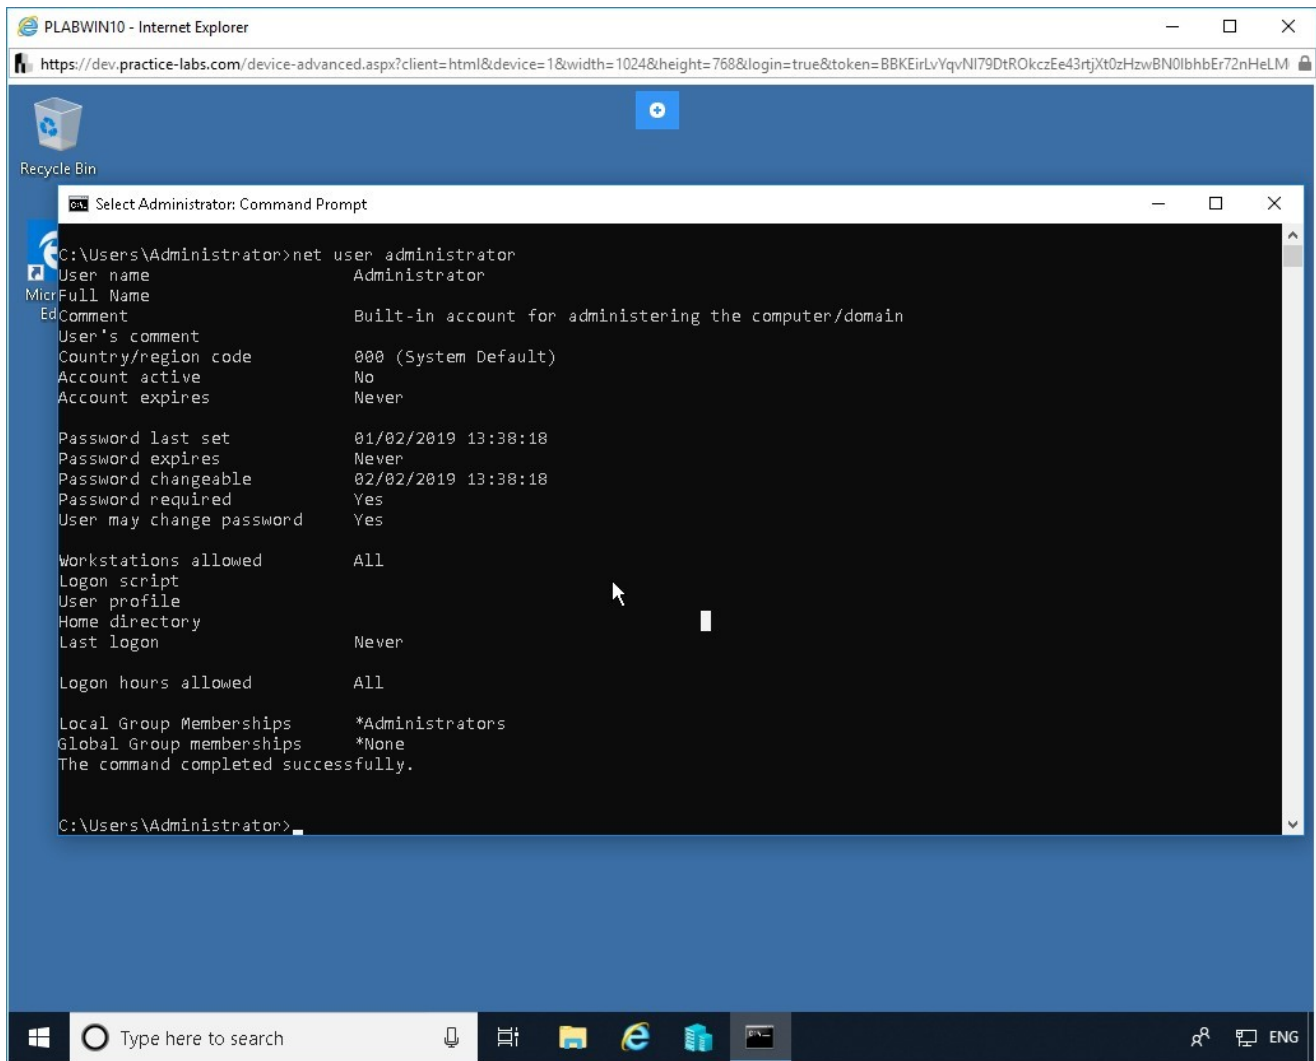 PLABWIN10 - Internet Explorer
https://dev.practice-labs.com/device-advanced.aspx?client=html&device=1&width=1024&height=768&login=true&token=BBKEirLvYqvNI79DtROkczEe43rtjXt0zHzwBN0IbhbEr72nHeLM
Recycle Bin
Select Administrator: Command Prompt
C:\Users\Administrator>net user administrator
User name Administrator
Micr
Full Name
Ed
Comment Built-in account for administering the computer/domain
User's comment
Country/region code 000 (System Default)
Account active No
Account expires Never
Password last set 01/02/2019 13:38:18
Password expires Never
Password changeable 02/02/2019 13:38:18
Password required Yes
User may change password Yes
Workstations allowed All
Logon script
User profile
Home directory
Last logon Never
Logon hours allowed All
Local Group Memberships *Administrators
Global Group memberships *None
The command completed successfully.
C:\Users\Administrator>
Type here to search
ENG